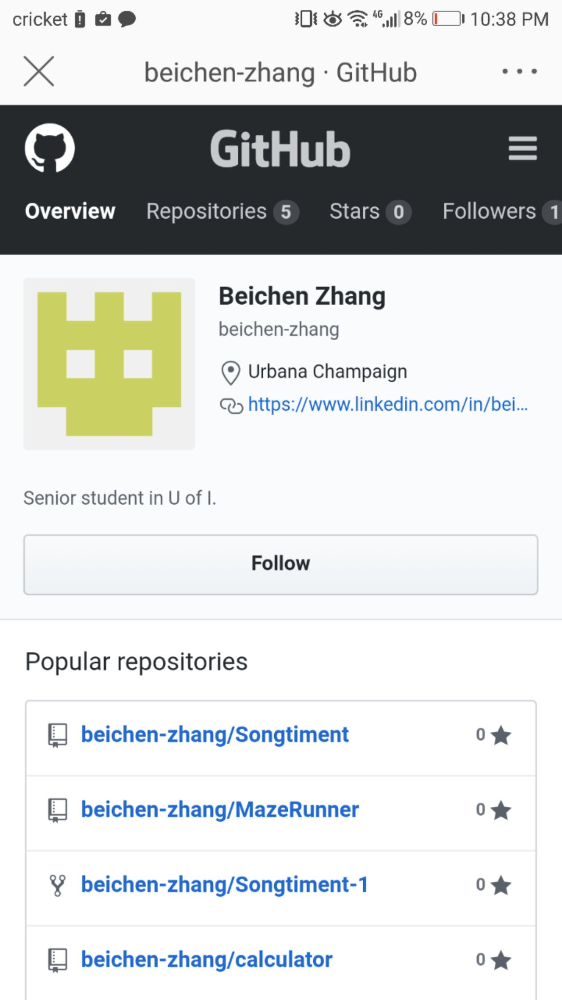 cricket 4G 8% 10:38 PM
beichen-zhang · GitHub
GitHub
Overview Repositories 5 Stars 0 Followers 1
Beichen Zhang
beichen-zhang
Urbana Champaign
https://www.linkedin.com/in/bei...
Senior student in U of I.
Follow
Popular repositories
beichen-zhang/Songtiment 0
beichen-zhang/MazeRunner 0
beichen-zhang/Songtiment-1 0
beichen-zhang/calculator 0